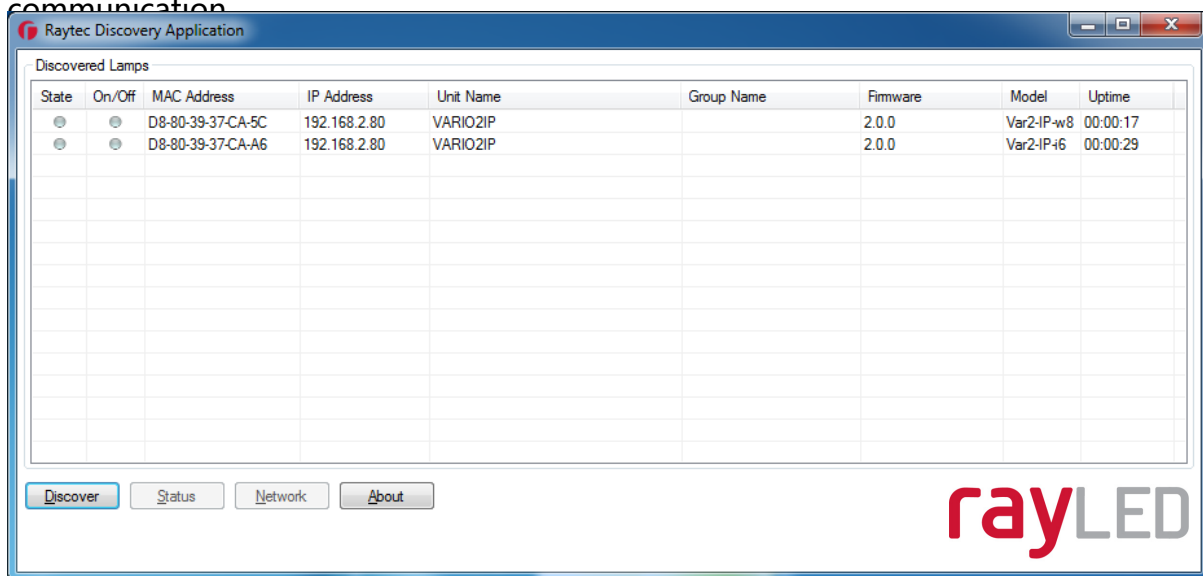 communication
Raytec Discovery Application
Discovered Lamps
State On/Off MAC Address IP Address Unit Name Group Name Firmware Model Uptime
D8-80-39-37-CA-5C 192.168.2.80 VARIO2IP 2.0.0 Var2-IP-w8 00:00:17
D8-80-39-37-CA-A6 192.168.2.80 VARIO2IP 2.0.0 Var2-IP-i6 00:00:29
Discover Status Network About
rayLED